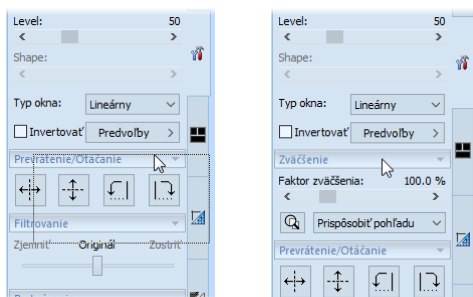 Level: 50
Shape:
Typ okna: Lineárny
Invertovať Predvoľby
Prevrátenie/Otáčanie
Filtrovanie
Zjemniť Originál Zostriť
Level: 50
Shape:
Typ okna: Lineárny
Invertovať Predvoľby
Zväčšenie
Faktor zväčšenia: 100.0 %
Prispôsobiť pohľadu
Prevrátenie/Otáčanie